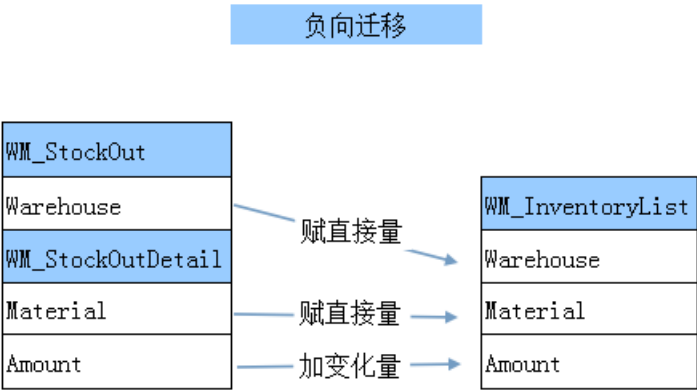 负向迁移
WM_StockOut
Warehouse
WM_StockOutDetail
Material
Amount
赋直接量
赋直接量
加变化量
WM_InventoryList
Warehouse
Material
Amount